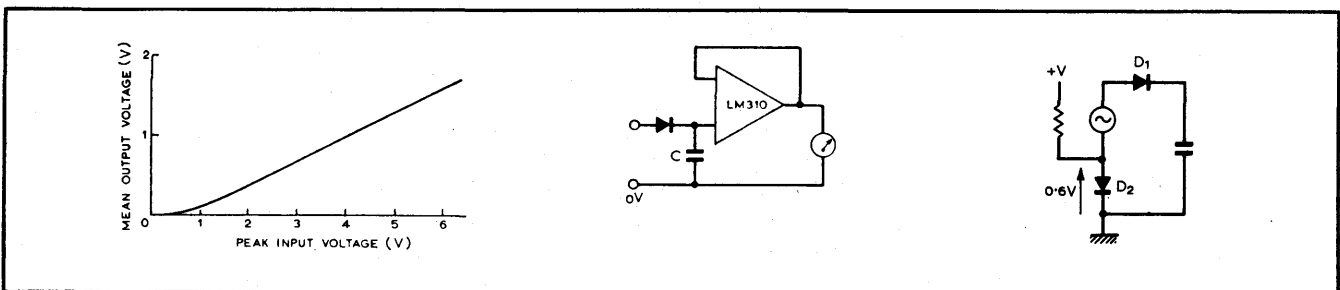 MEAN OUTPUT VOLTAGE (V)
2
1
0
1
2
3
4
5
6
PEAK INPUT VOLTAGE (V)
LM310
C
0V
+V
D1
0·6V
D2